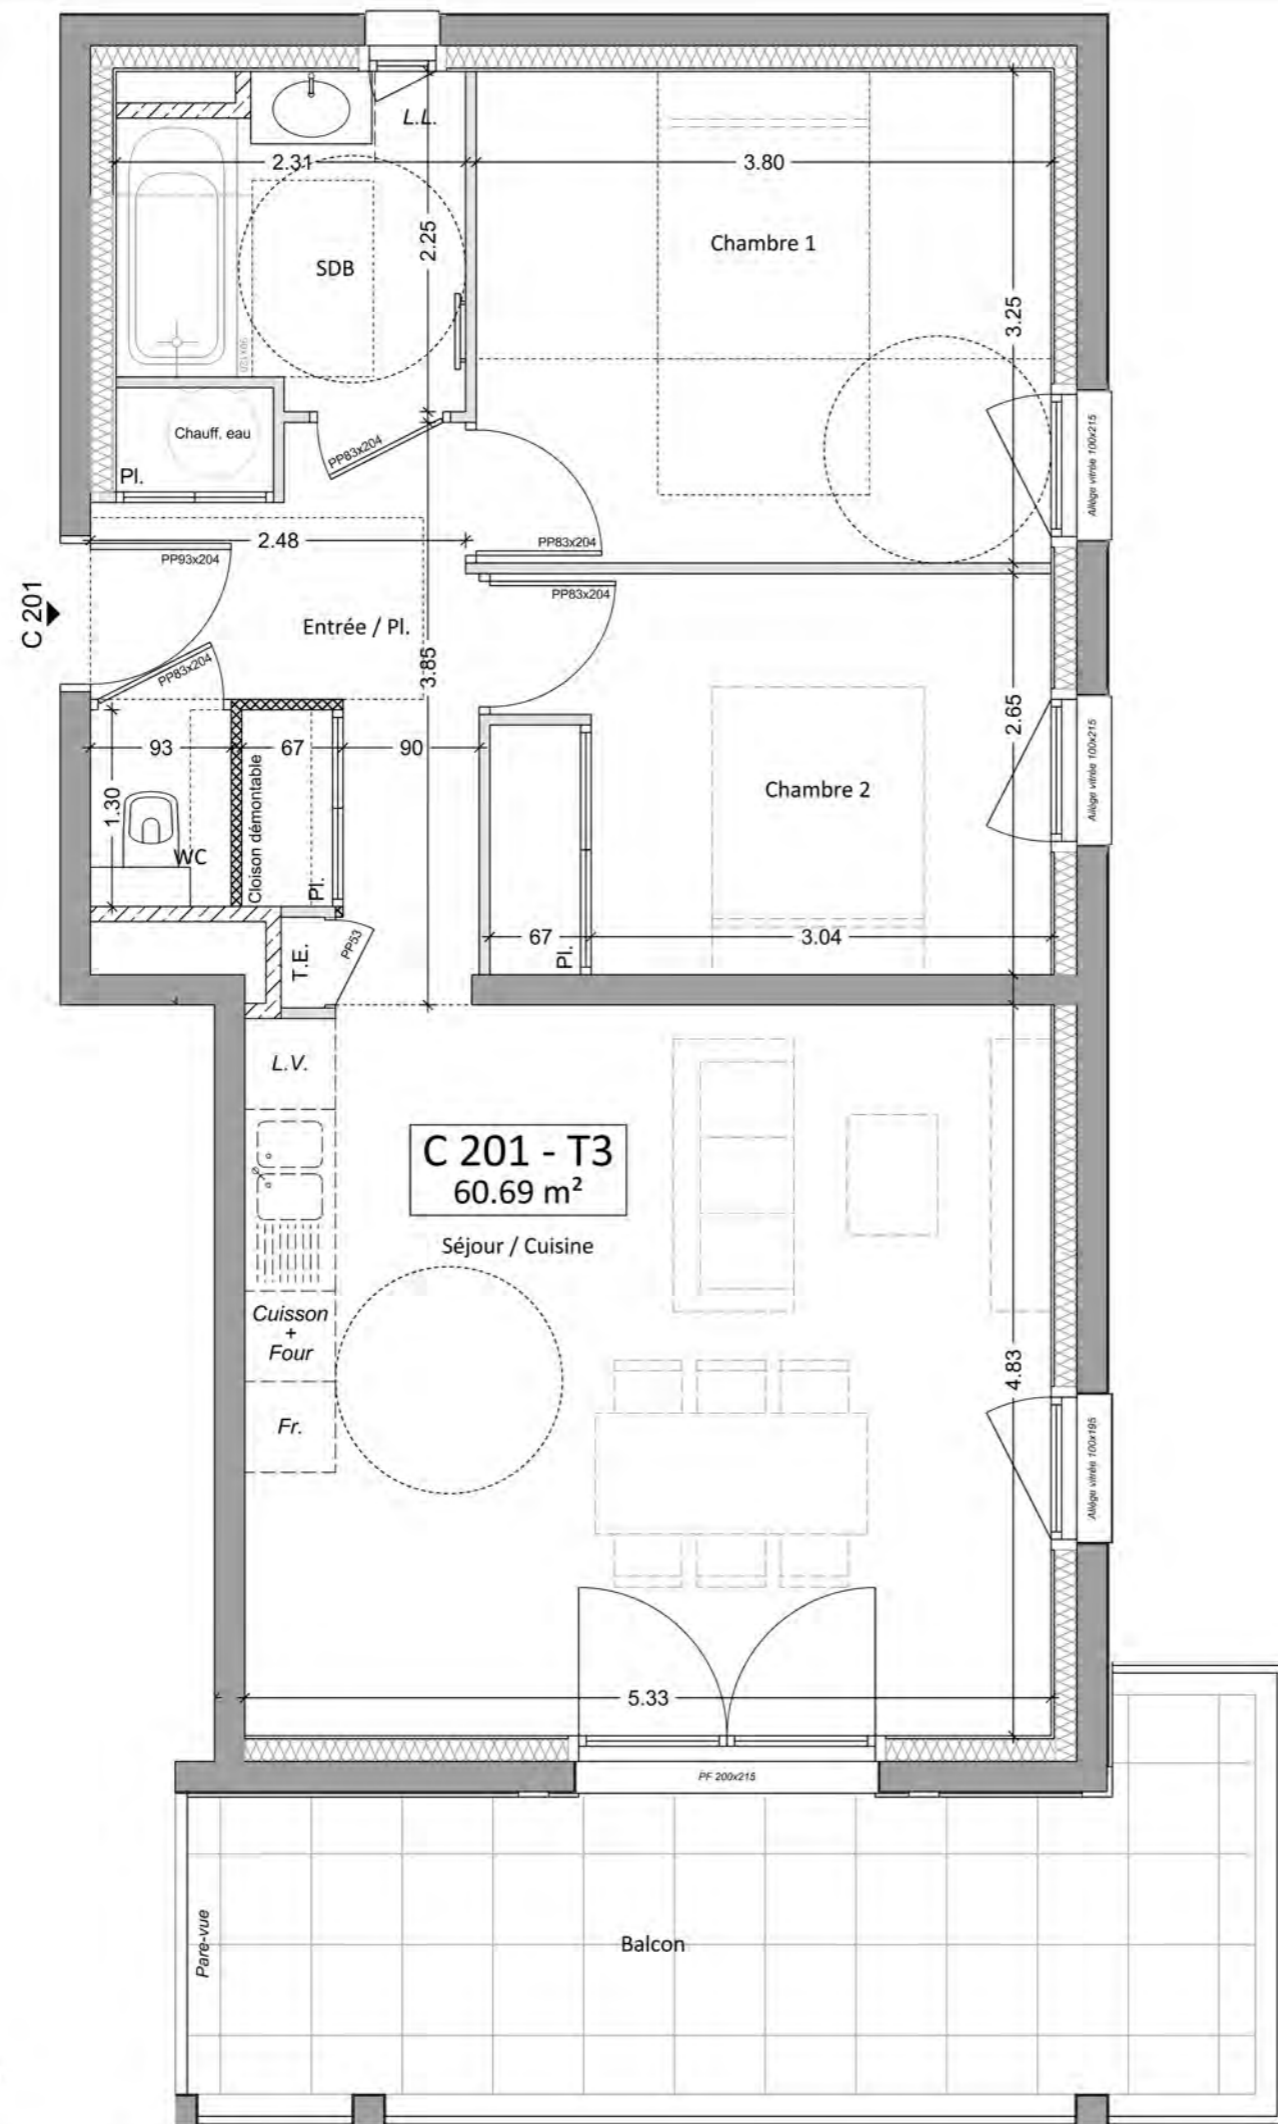 L.L.
2.31
3.80
2.25
Chambre 1
SDB
3.25
90x120
Chauff. eau
Pl.
PP83x204
Allège vitrée 100x215
2.48
PP93x204
PP83x204
C 201
PP83x204
Entrée / Pl.
3.85
PP83x204
2.65
93
67
90
Cloison démontable
1.30
Chambre 2
Allège vitrée 100x215
WC
Pl.
67
3.04
Pl.
T.E.
PP53
L.V.
C 201 - T3
60.69 m²
Séjour / Cuisine
Cuisson
+
Four
4.83
Fr.
Allège vitrée 100x195
5.33
PF 200x215
Pare-vue
Balcon